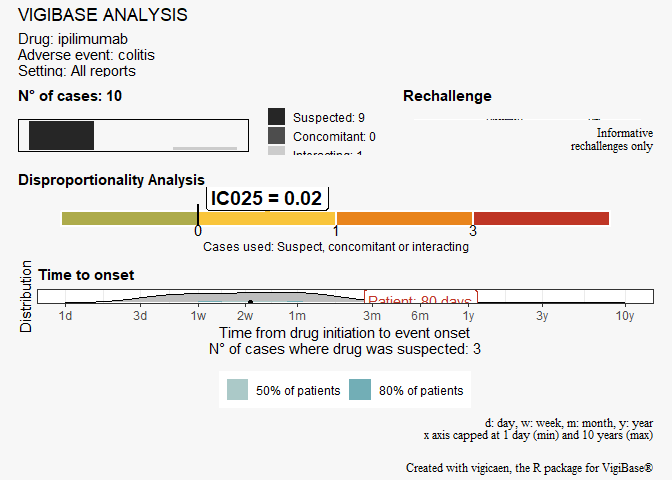 VIGIBASE ANALYSIS
Drug: ipilimumab
Adverse event: colitis
Setting: All reports
N° of cases: 10
Suspected: 9
Concomitant: 0
Interacting: 1
Rechallenge
Informative
rechallenges only
Disproportionality Analysis
IC025 = 0.02
0 1 3
Cases used: Suspect, concomitant or interacting
Time to onset
Distribution
Patient: 80 days
1d 3d 1w 2w 1m 3m 6m 1y 3y 10y
Time from drug initiation to event onset
N° of cases where drug was suspected: 3
50% of patients 80% of patients
d: day, w: week, m: month, y: year
x axis capped at 1 day (min) and 10 years (max)
Created with vigicaen, the R package for VigiBase®